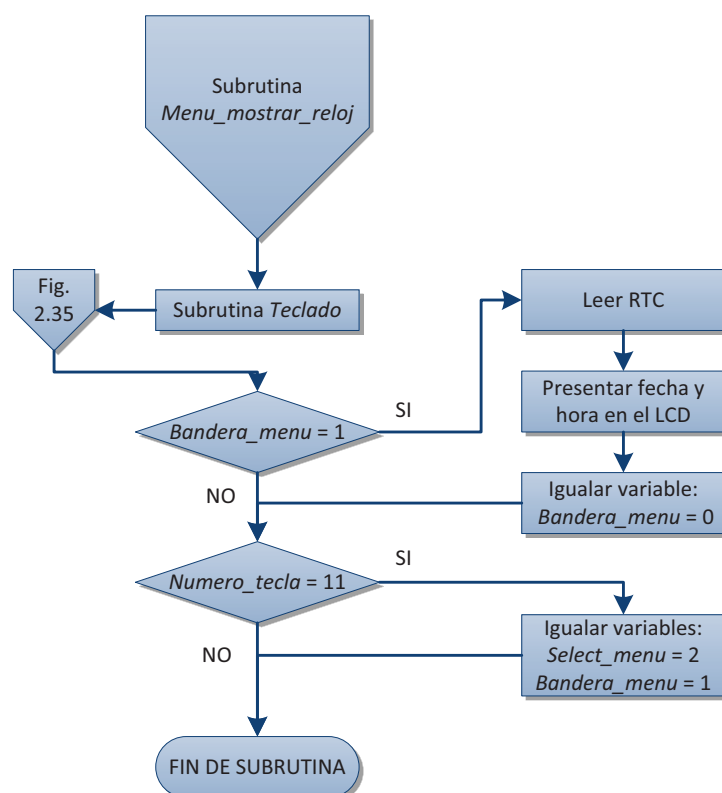 Subrutina
Menu_mostrar_reloj
Fig.
2.35
Subrutina Teclado
Leer RTC
Presentar fecha y
hora en el LCD
SI
Bandera_menu = 1
NO
Igualar variable:
Bandera_menu = 0
SI
Numero_tecla = 11
NO
Igualar variables:
Select_menu = 2
Bandera_menu = 1
FIN DE SUBRUTINA